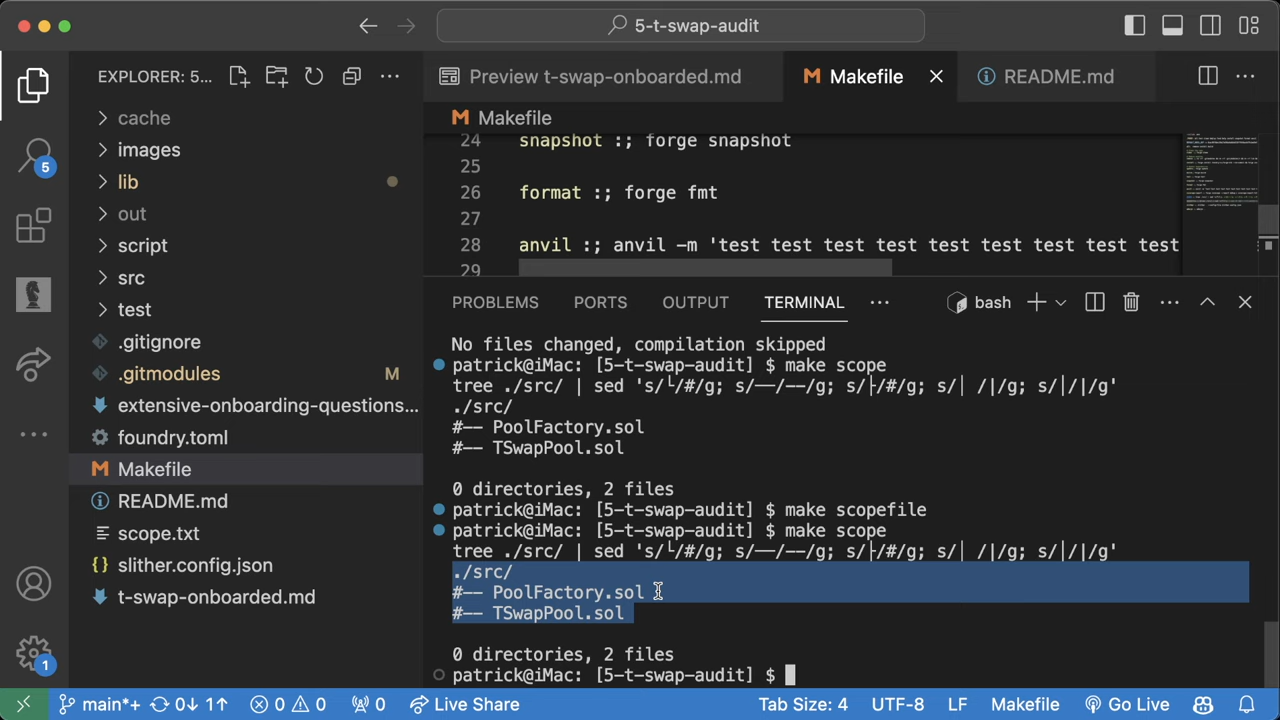 5-t-swap-audit
EXPLORER: 5...
Preview t-swap-onboarded.md
Makefile
README.md
Makefile
cache
images
lib
out
script
src
test
.gitignore
.gitmodules M
extensive-onboarding-questions...
foundry.toml
Makefile
README.md
scope.txt
slither.config.json
t-swap-onboarded.md
5
1
24 snapshot :; forge snapshot
25
26 format :; forge fmt
27
28 anvil :; anvil -m 'test test test test test test test test test
29
PROBLEMS PORTS OUTPUT TERMINAL ... bash
No files changed, compilation skipped
patrick@iMac: [5-t-swap-audit] $ make scope
tree ./src/ | sed 's/└/#/g; s/──/--/g; s/├/#/g; s/│ /|/g; s/│/|/g'
./src/
#── PoolFactory.sol
#── TSwapPool.sol
0 directories, 2 files
patrick@iMac: [5-t-swap-audit] $ make scopefile
patrick@iMac: [5-t-swap-audit] $ make scope
tree ./src/ | sed 's/└/#/g; s/──/--/g; s/├/#/g; s/│ /|/g; s/│/|/g'
./src/
#── PoolFactory.sol
#── TSwapPool.sol
0 directories, 2 files
patrick@iMac: [5-t-swap-audit] $
main*+ 0↓ 1↑ 0 0 0 Live Share Tab Size: 4 UTF-8 LF Makefile Go Live